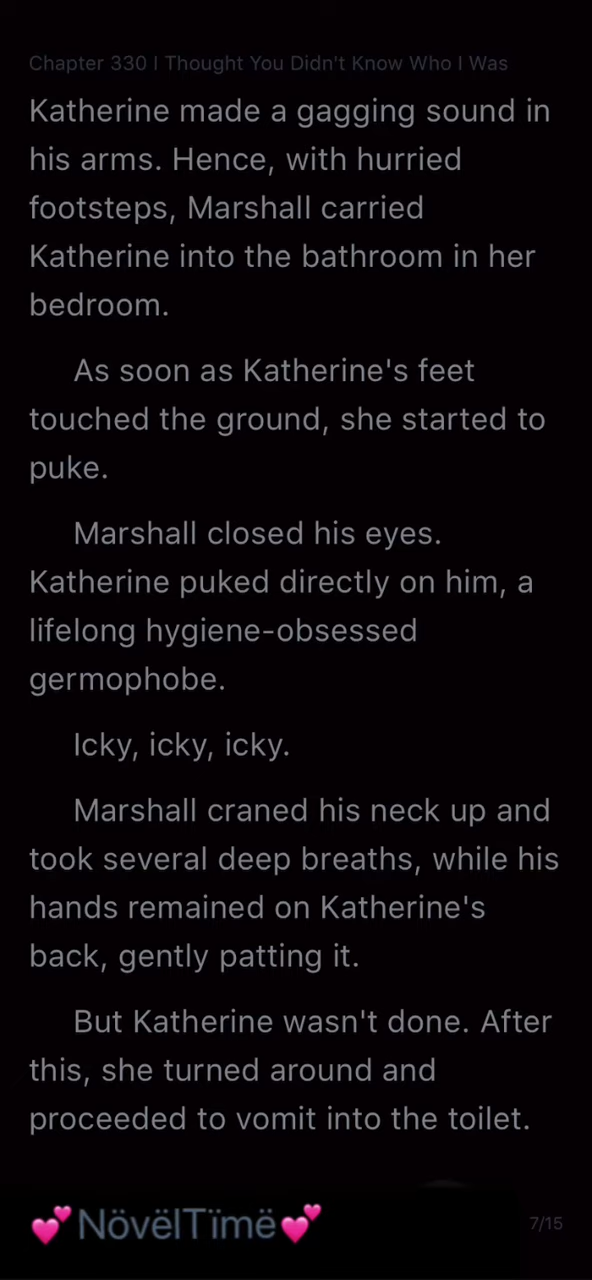 Chapter 330 I Thought You Didn't Know Who I Was
Katherine made a gagging sound in
his arms. Hence, with hurried
footsteps, Marshall carried
Katherine into the bathroom in her
bedroom.
As soon as Katherine's feet
touched the ground, she started to
puke.
Marshall closed his eyes.
Katherine puked directly on him, a
lifelong hygiene-obsessed
germophobe.
Icky, icky, icky.
Marshall craned his neck up and
took several deep breaths, while his
hands remained on Katherine's
back, gently patting it.
But Katherine wasn't done. After
this, she turned around and
proceeded to vomit into the toilet.
💕NövëlTïmë💕
7/15